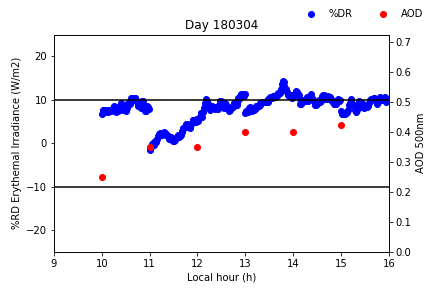 %DR AOD
Day 180304
%RD Erythermal Irradiance (W/m2)
20
10
0
−10
−20
0.7
0.6
0.5
0.4
0.3
0.2
0.1
0.0
AOD 500nm
9 10 11 12 13 14 15 16
Local hour (h)